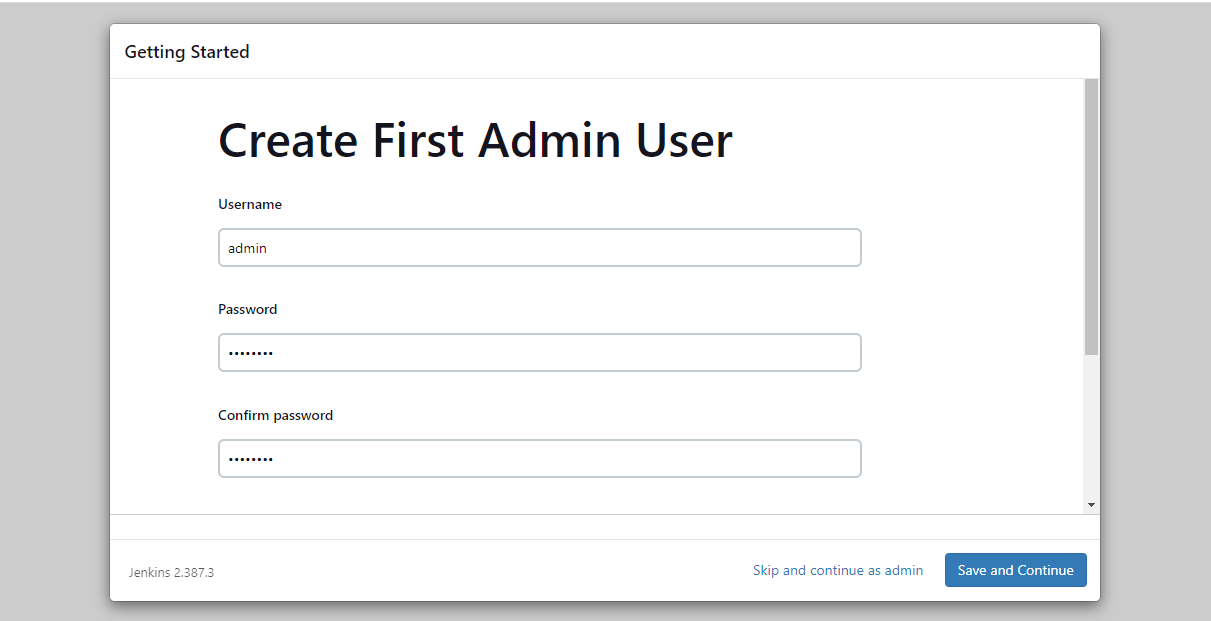 Getting Started
Create First Admin User
Username
admin
Password
••••••••
Confirm password
••••••••
Jenkins 2.387.3
Skip and continue as admin
Save and Continue